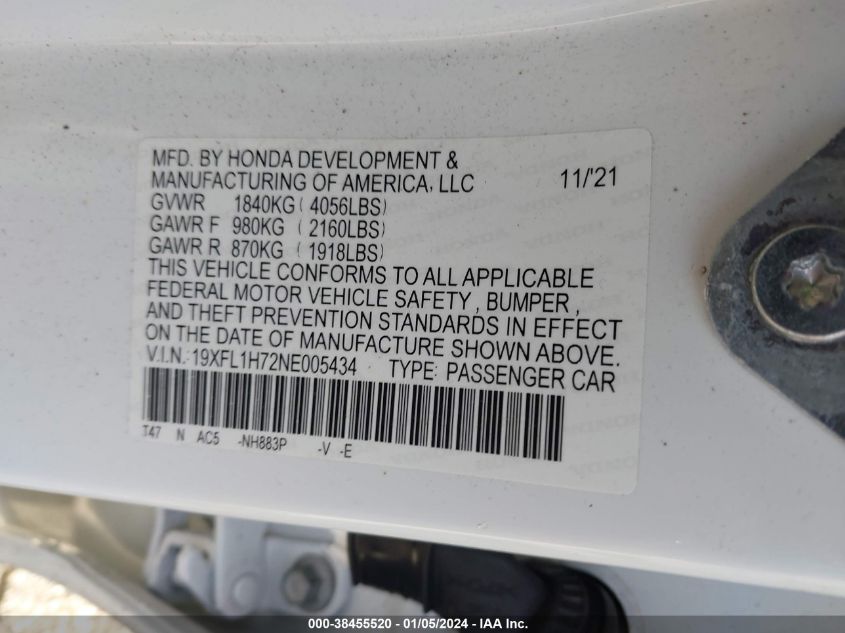 MFD. BY HONDA DEVELOPMENT &
MANUFACTURING OF AMERICA, LLC 11/'21
GVWR 1840KG ( 4056LBS)
GAWR F 980KG ( 2160LBS)
GAWR R 870KG ( 1918LBS)
THIS VEHICLE CONFORMS TO ALL APPLICABLE
FEDERAL MOTOR VEHICLE SAFETY , BUMPER ,
AND THEFT PREVENTION STANDARDS IN EFFECT
ON THE DATE OF MANUFACTURE SHOWN ABOVE.
V.I.N.: 19XFL1H72NE005434 TYPE: PASSENGER CAR
T47 N AC5 -NH883P -V -E
000-38455520 - 01/05/2024 - IAA Inc.